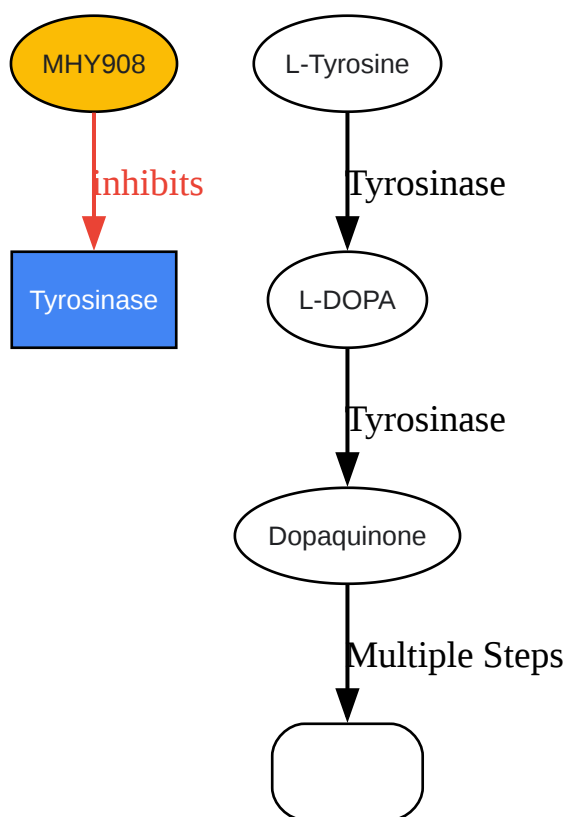 MHY908
L-Tyrosine
inhibits
Tyrosinase
Tyrosinase
L-DOPA
Tyrosinase
Dopaquinone
Multiple Steps